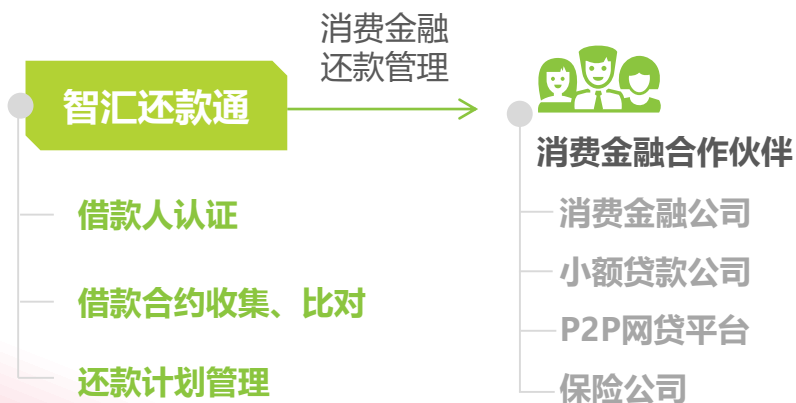 消费金融
还款管理
智汇还款通
消费金融合作伙伴
借款人认证
借款合约收集、比对
还款计划管理
消费金融公司
小额贷款公司
P2P网贷平台
保险公司